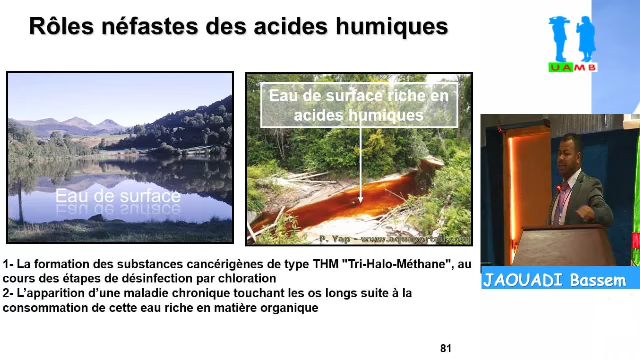 Rôles néfastes des acides humiques
UAMB
Eau de surface riche en
acides humiques
Eau de surface
P. Yap - www.
JAOUADI Bassem
1- La formation des substances cancérigènes de type THM "Tri-Halo-Méthane", au
cours des étapes de désinfection par chloration
2- L'apparition d'une maladie chronique touchant les os longs suite à la
consommation de cette eau riche en matière organique
81